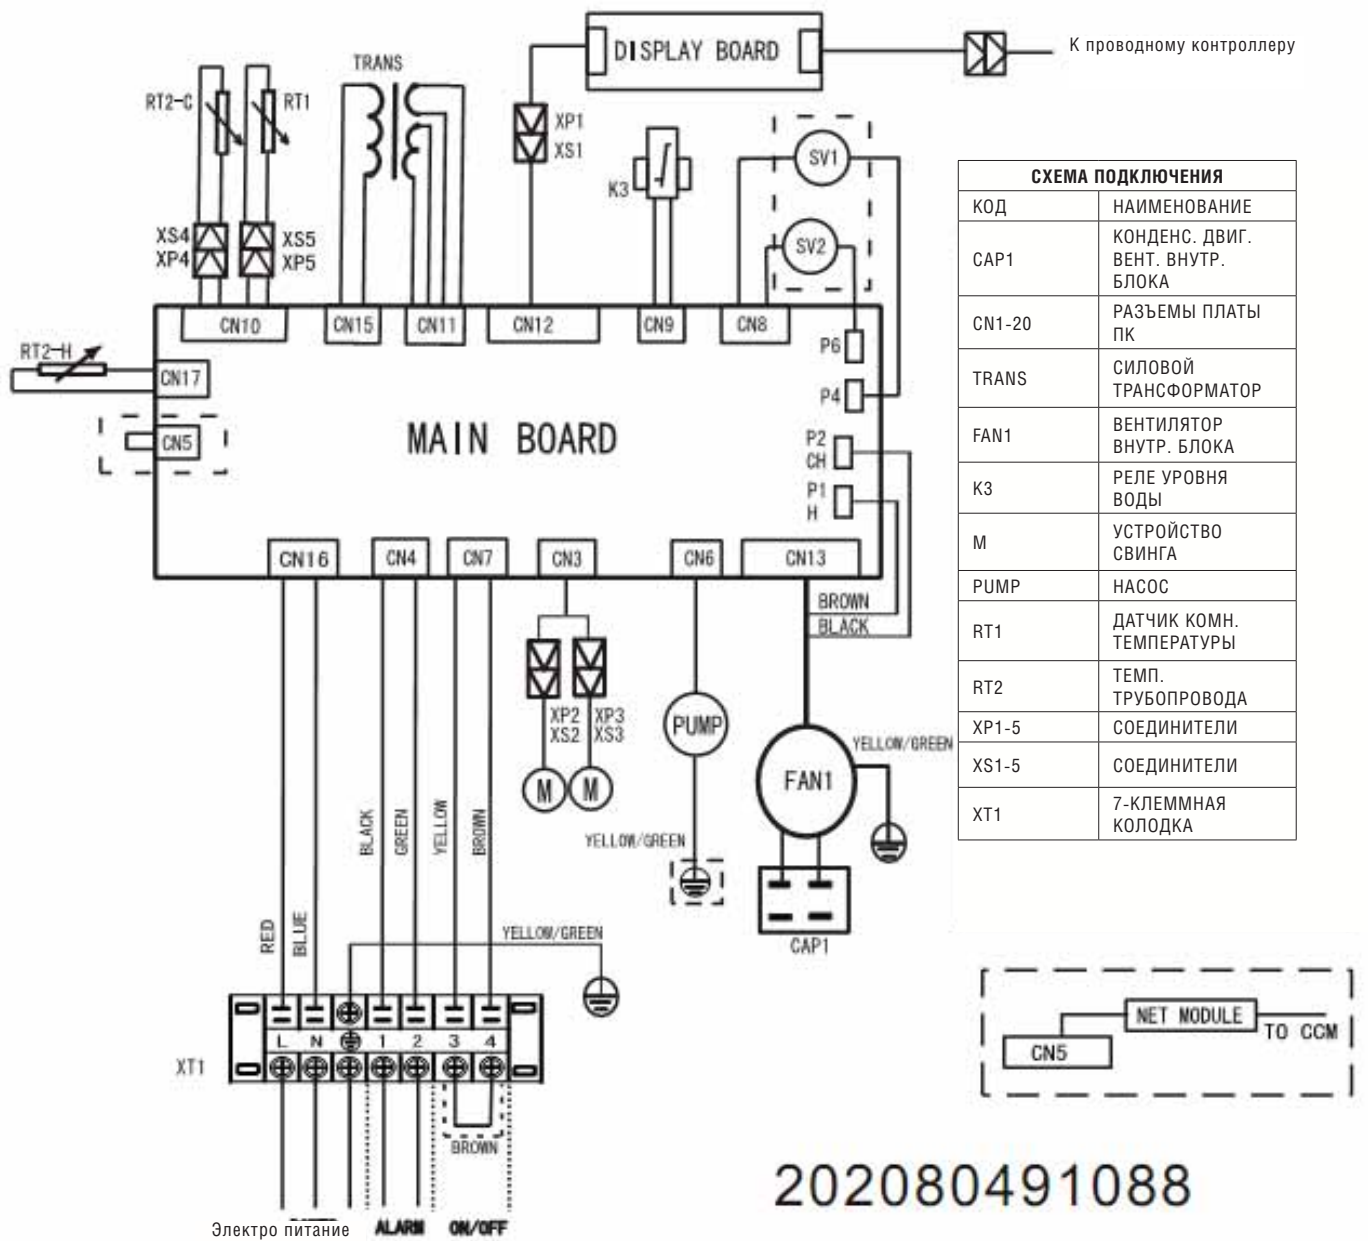 DISPLAY BOARD
К проводному контроллеру
TRANS
RT2-C
RT1
XP1
XS1
K3
SV1
SV2
XS4
XP4
XS5
XP5
CN10
CN15
CN11
CN12
CN9
CN8
RT2-H
CN17
CN5
MAIN BOARD
P6
P4
P2
CH
P1
H
CN16
CN4
CN7
CN3
CN6
CN13
BROWN
BLACK
XP2
XS2
XP3
XS3
M
M
PUMP
FAN1
YELLOW/GREEN
YELLOW/GREEN
CAP1
RED
BLUE
BLACK
GREEN
YELLOW
BROWN
YELLOW/GREEN
XT1
L N 1 2 3 4
BROWN
Электро питание
ALARM
ON/OFF
СХЕМА ПОДКЛЮЧЕНИЯ
КОД НАИМЕНОВАНИЕ
CAP1 КОНДЕНС. ДВИГ.
ВЕНТ. ВНУТР.
БЛОКА
CN1-20 РАЗЪЕМЫ ПЛАТЫ
ПК
TRANS СИЛОВОЙ
ТРАНСФОРМАТОР
FAN1 ВЕНТИЛЯТОР
ВНУТР. БЛОКА
K3 РЕЛЕ УРОВНЯ
ВОДЫ
M УСТРОЙСТВО
СВИНГА
PUMP НАСОС
RT1 ДАТЧИК КОМН.
ТЕМПЕРАТУРЫ
RT2 ТЕМП.
ТРУБОПРОВОДА
XP1-5 СОЕДИНИТЕЛИ
XS1-5 СОЕДИНИТЕЛИ
XT1 7-КЛЕММНАЯ
КОЛОДКА
NET MODULE
TO CCM
CN5
202080491088